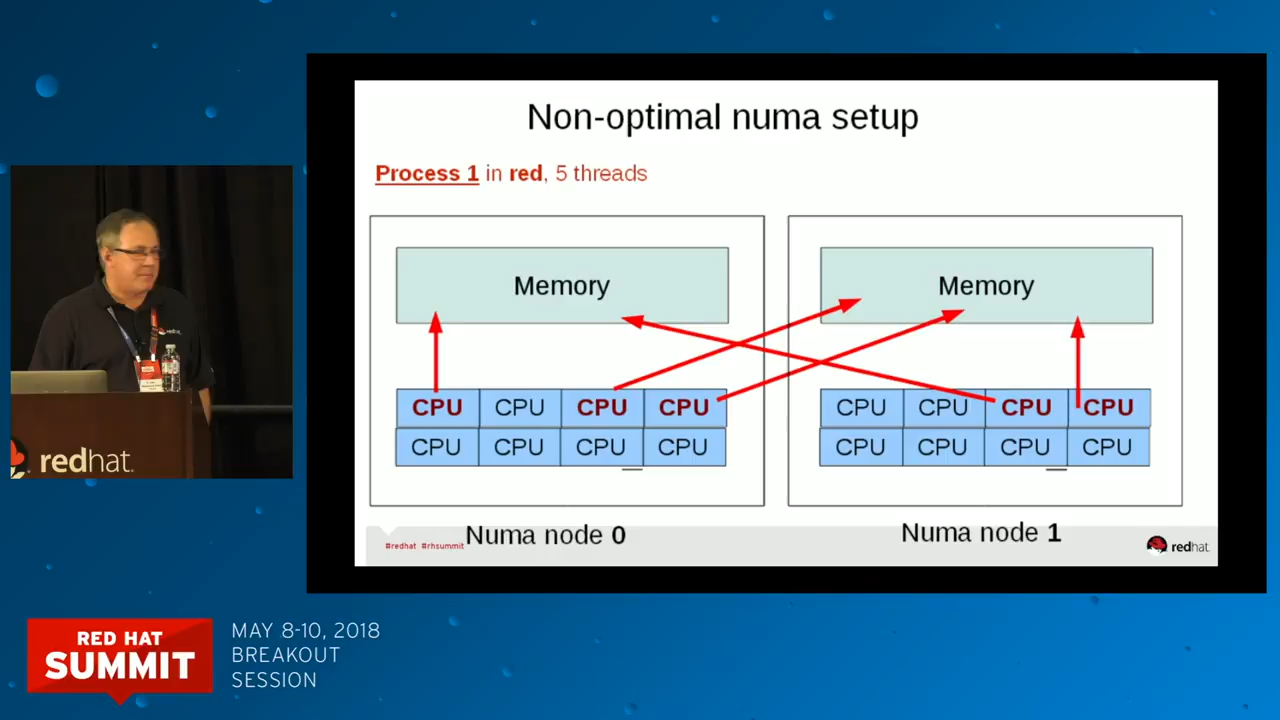 Non-optimal numa setup
Process 1 in red, 5 threads
Memory
Memory
CPU CPU CPU CPU
CPU CPU CPU CPU
CPU CPU CPU CPU
CPU CPU CPU CPU
Numa node 0
Numa node 1
#redhat #rhsummit
redhat.
redhat.
RED HAT
SUMMIT
MAY 8-10, 2018
BREAKOUT
SESSION